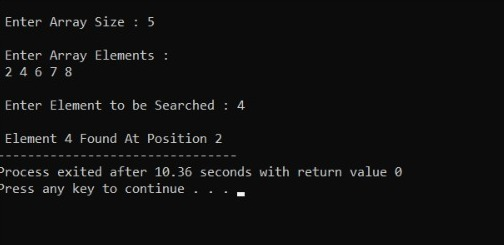 Enter Array Size : 5
Enter Array Elements :
2 4 6 7 8
Enter Element to be Searched : 4
Element 4 Found At Position 2
--------------------------------
Process exited after 10.36 seconds with return value 0
Press any key to continue . . .